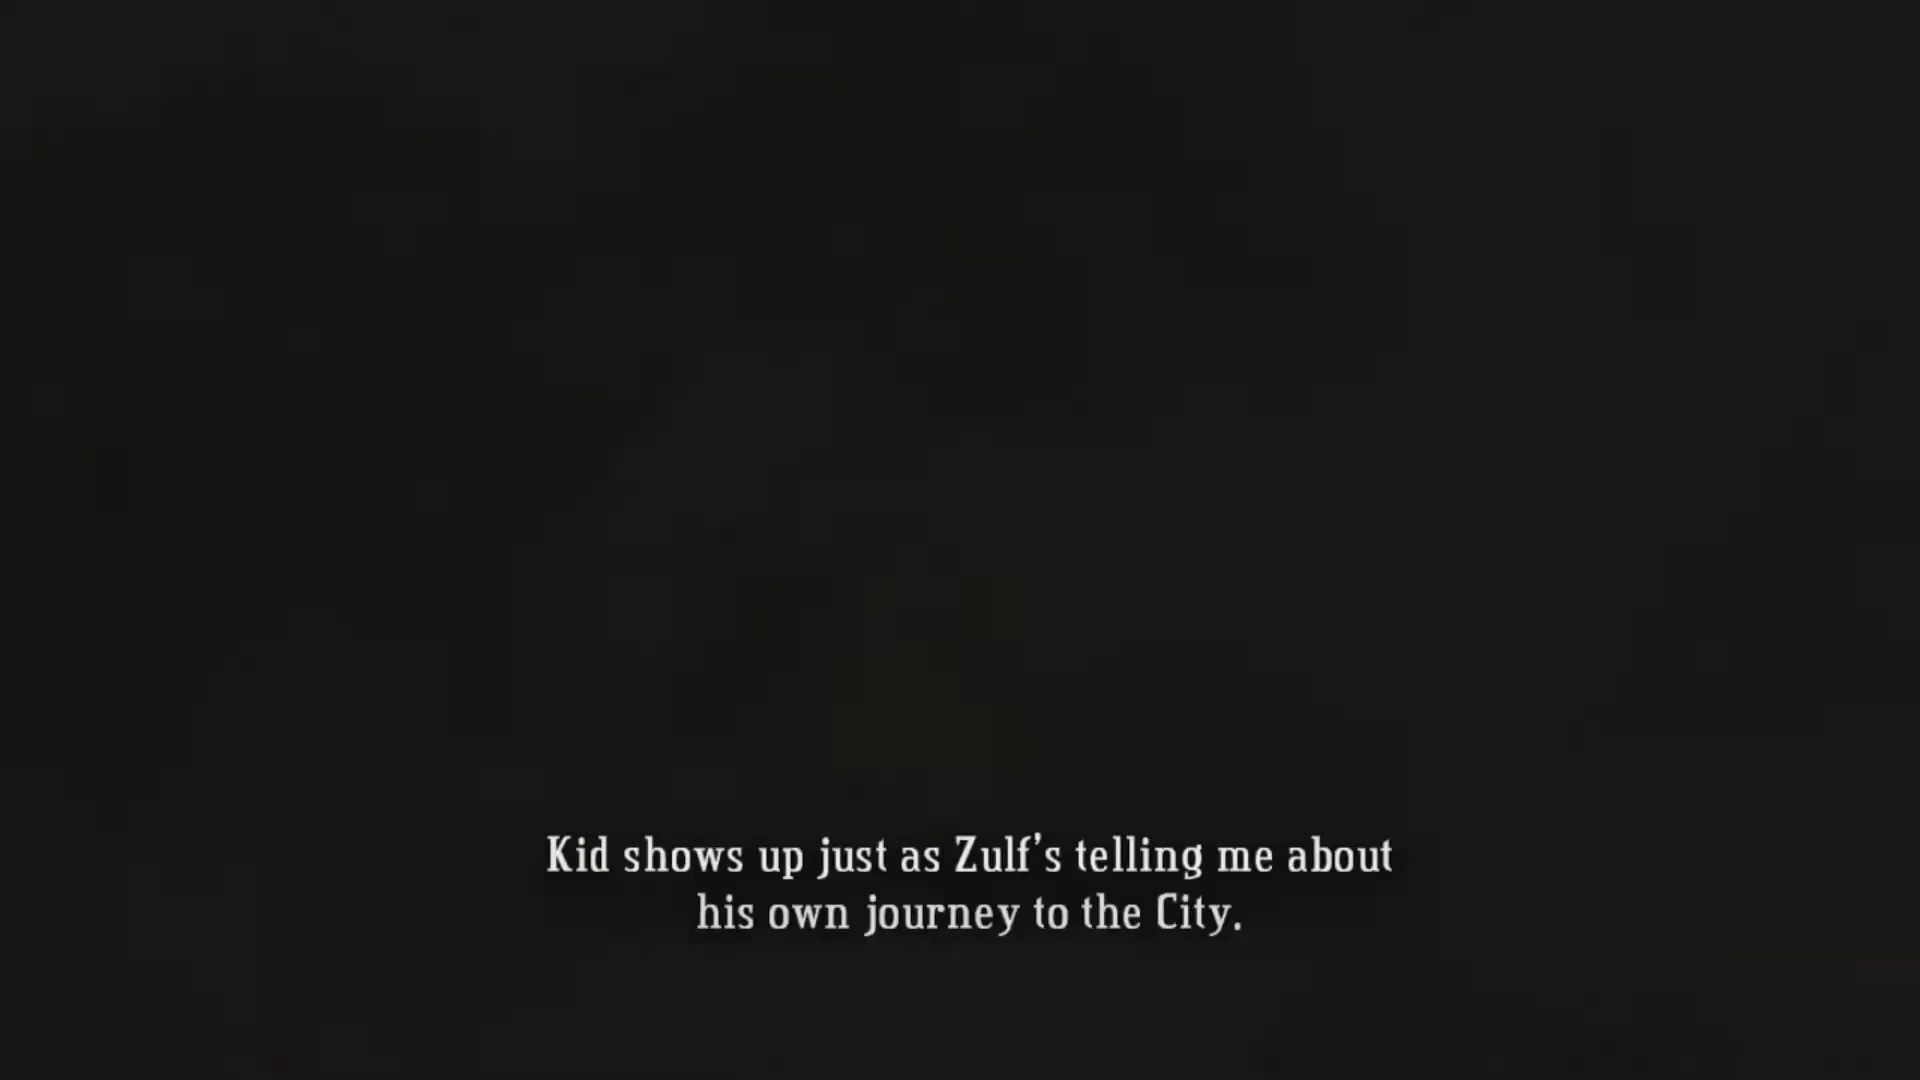 Kid shows up just as Zulf's telling me about
his own journey to the City.